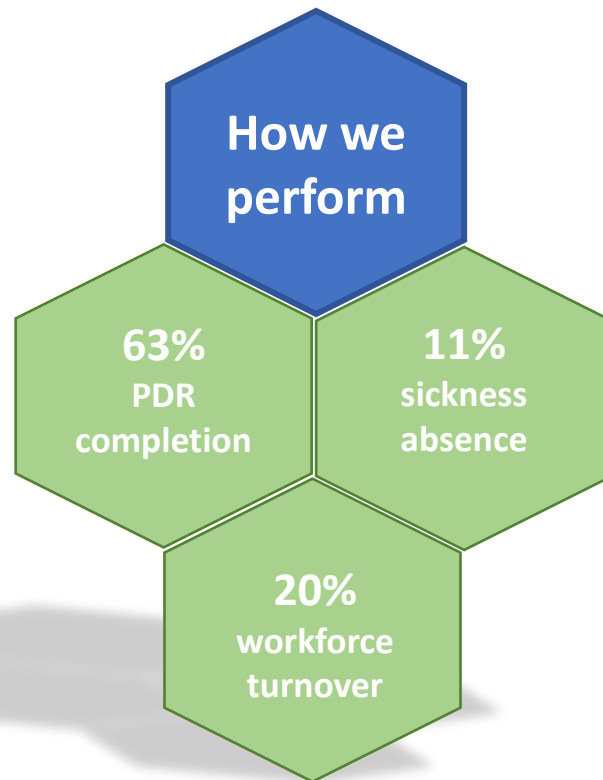 How we
perform
63%
PDR
completion
11%
sickness
absence
20%
workforce
turnover